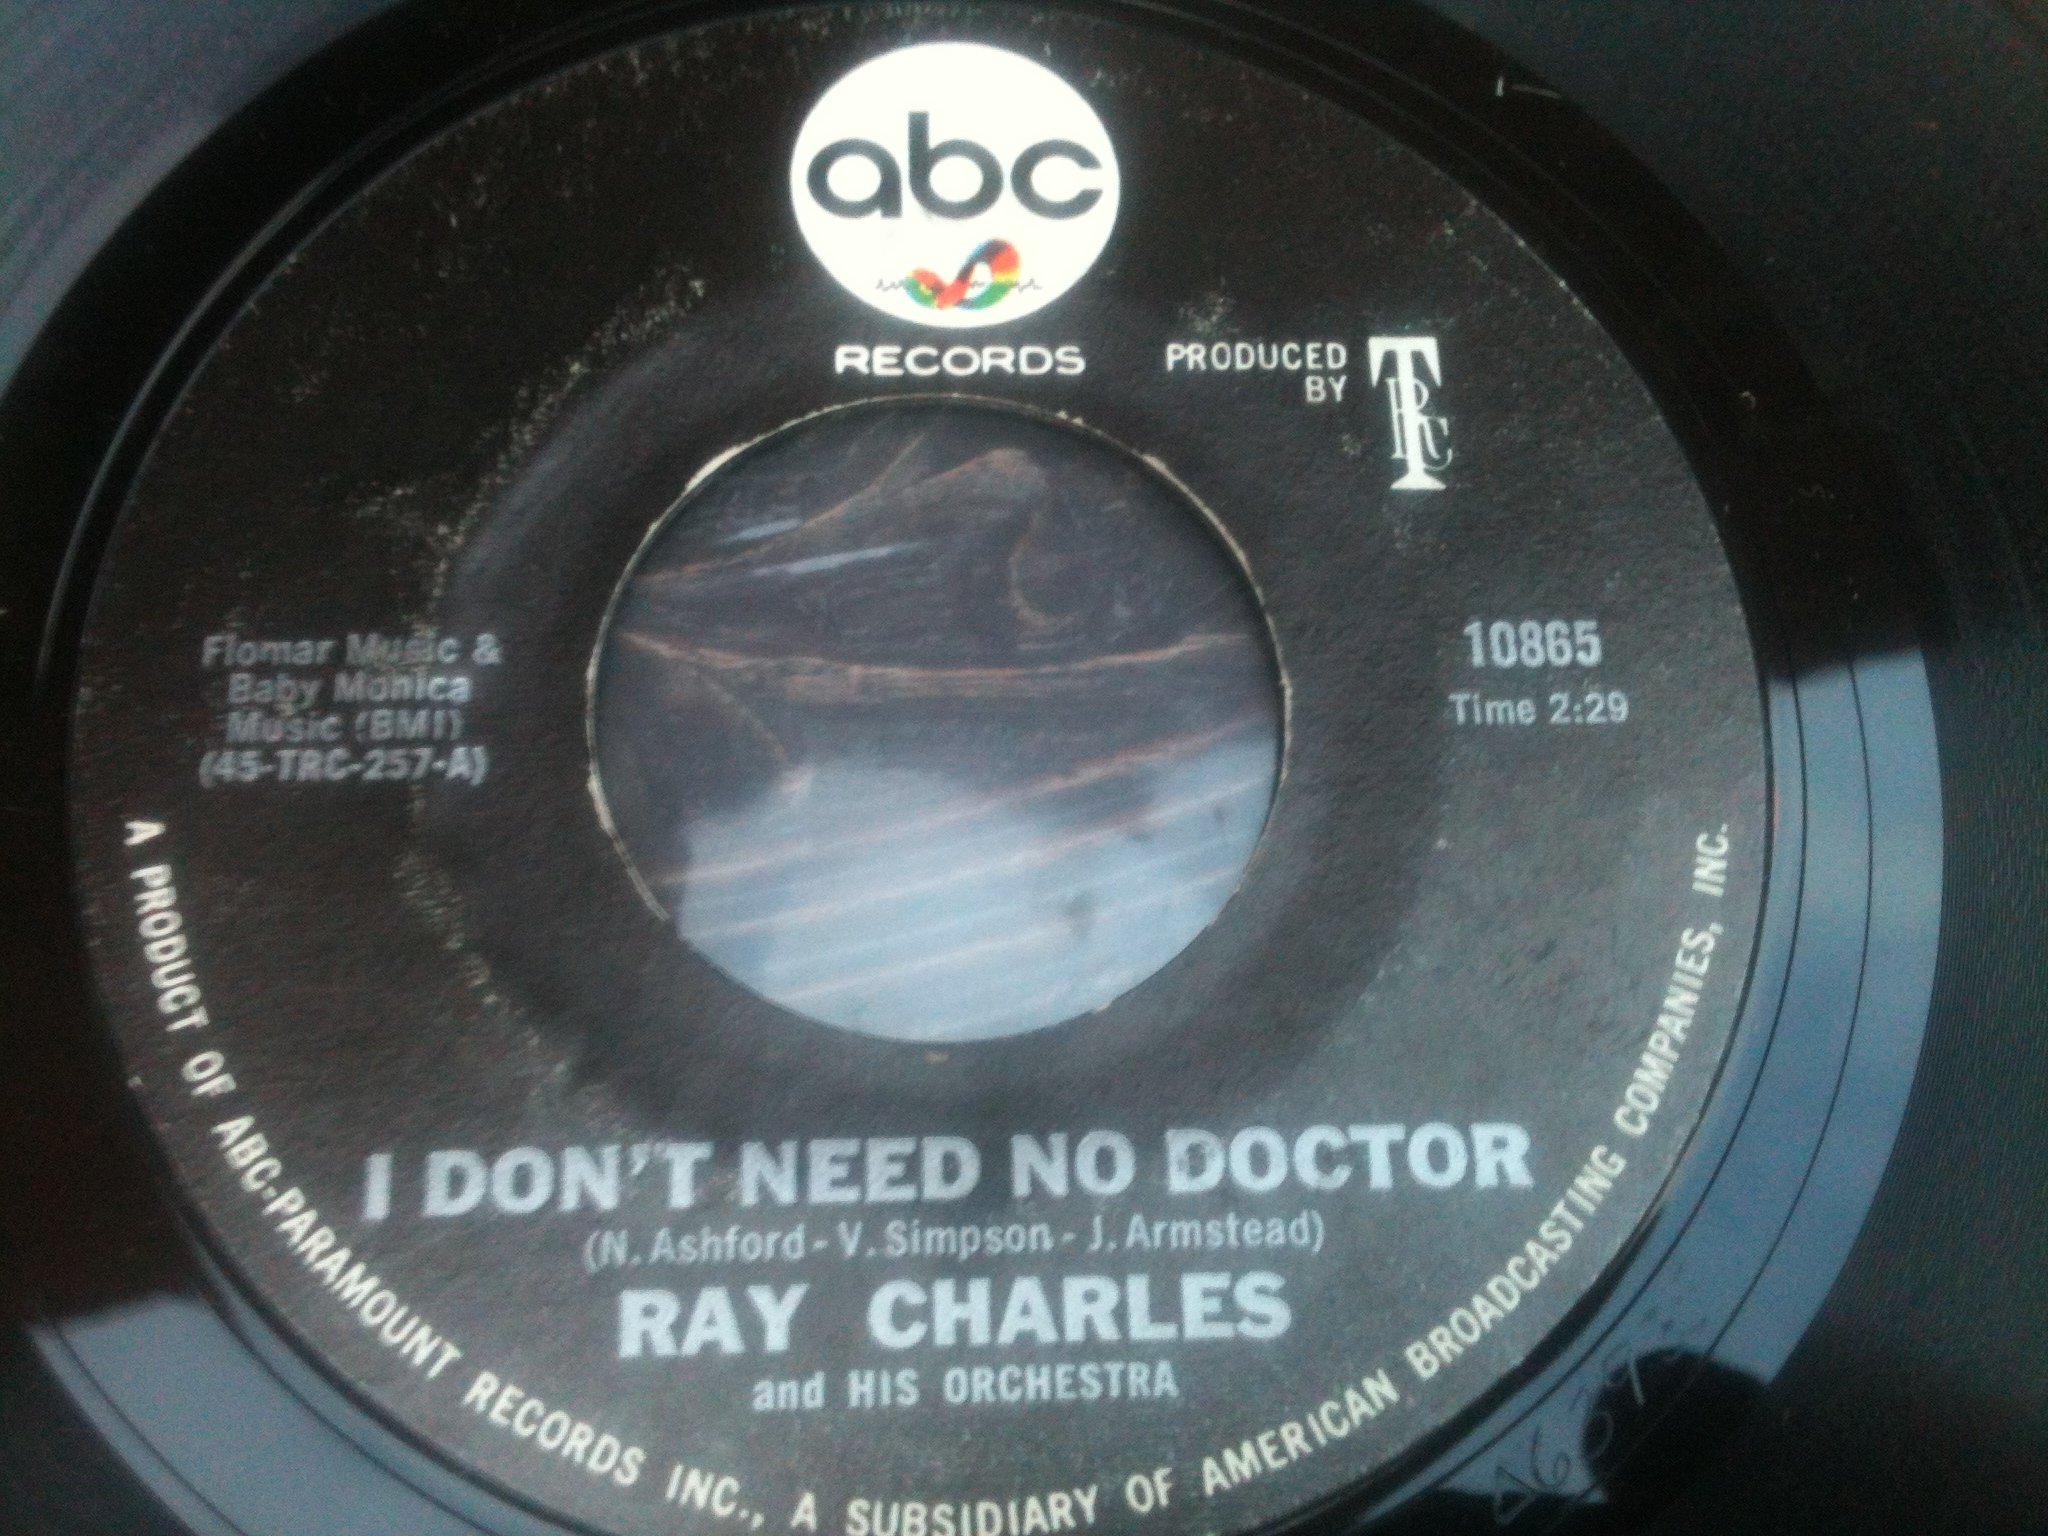 abc
RECORDS
PRODUCED
BY
TRC
Flomar Music &
Baby Monica
Music (BMI)
(45-TRC-257-A)
10865
Time 2:29
I DON'T NEED NO DOCTOR
(N. Ashford - V. Simpson - J. Armstead)
RAY CHARLES
and HIS ORCHESTRA
A PRODUCT OF ABC-PARAMOUNT RECORDS INC., A SUBSIDIARY OF AMERICAN BROADCASTING COMPANIES, INC.